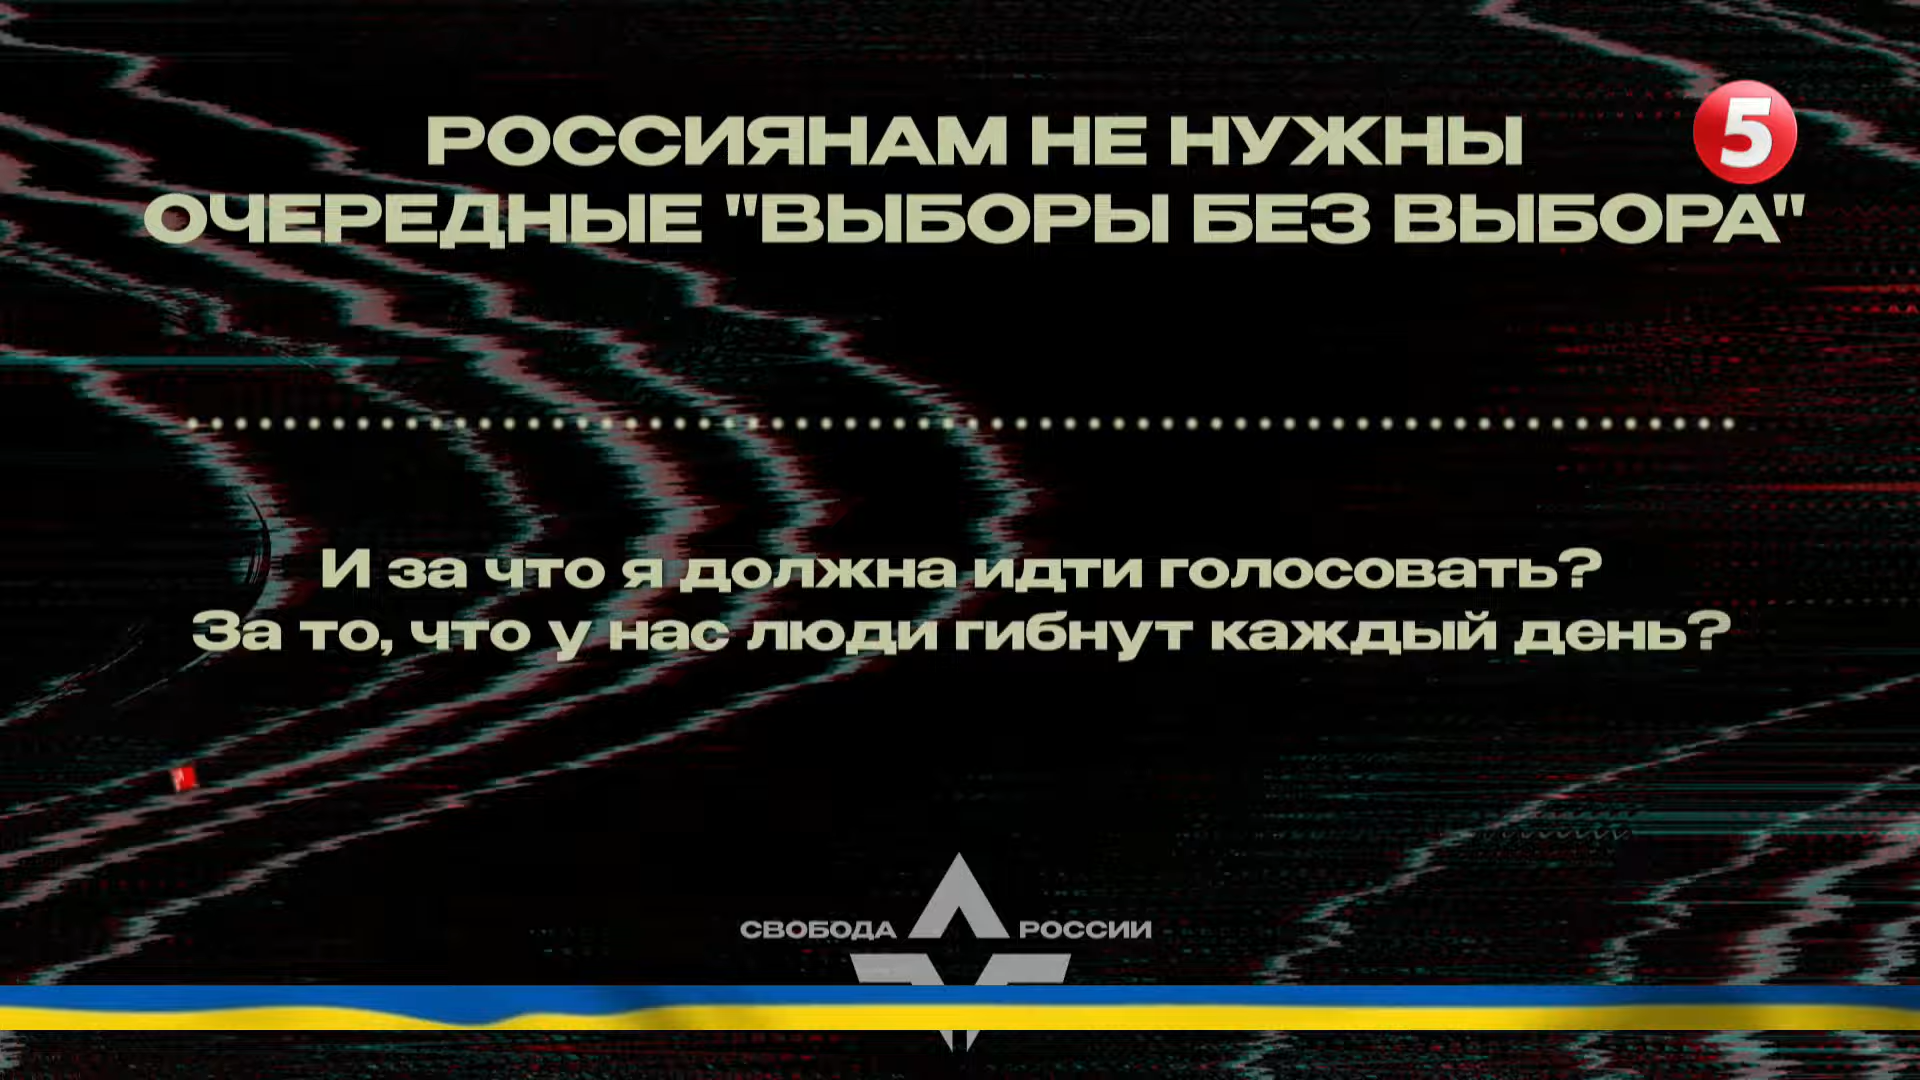 РОССИЯНАМ НЕ НУЖНЫ
5
ОЧЕРЕДНЫЕ "ВЫБОРЫ БЕЗ ВЫБОРА"
И за что я должна идти голосовать?
За то, что у нас люди гибнут каждый день?
СВОБОДА РОССИИ